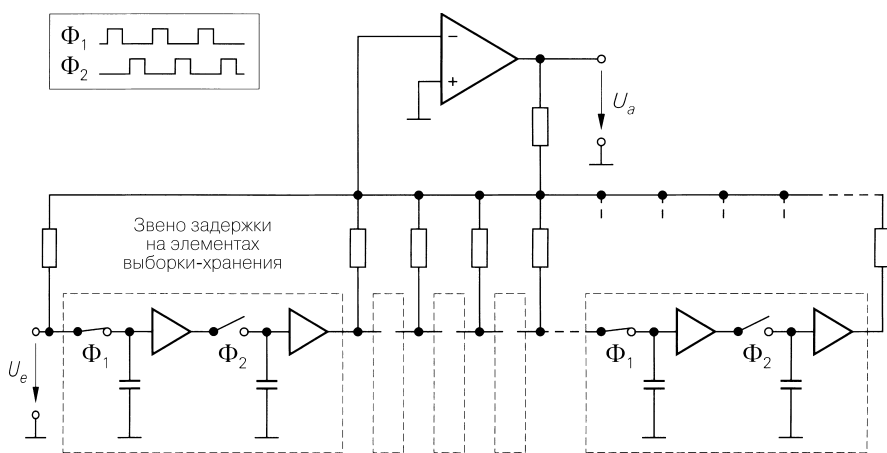 Φ1
Φ2
−
+
Ua
Звено задержки
на элементах
выборки-хранения
Φ1
Φ2
Φ1
Φ2
Ue